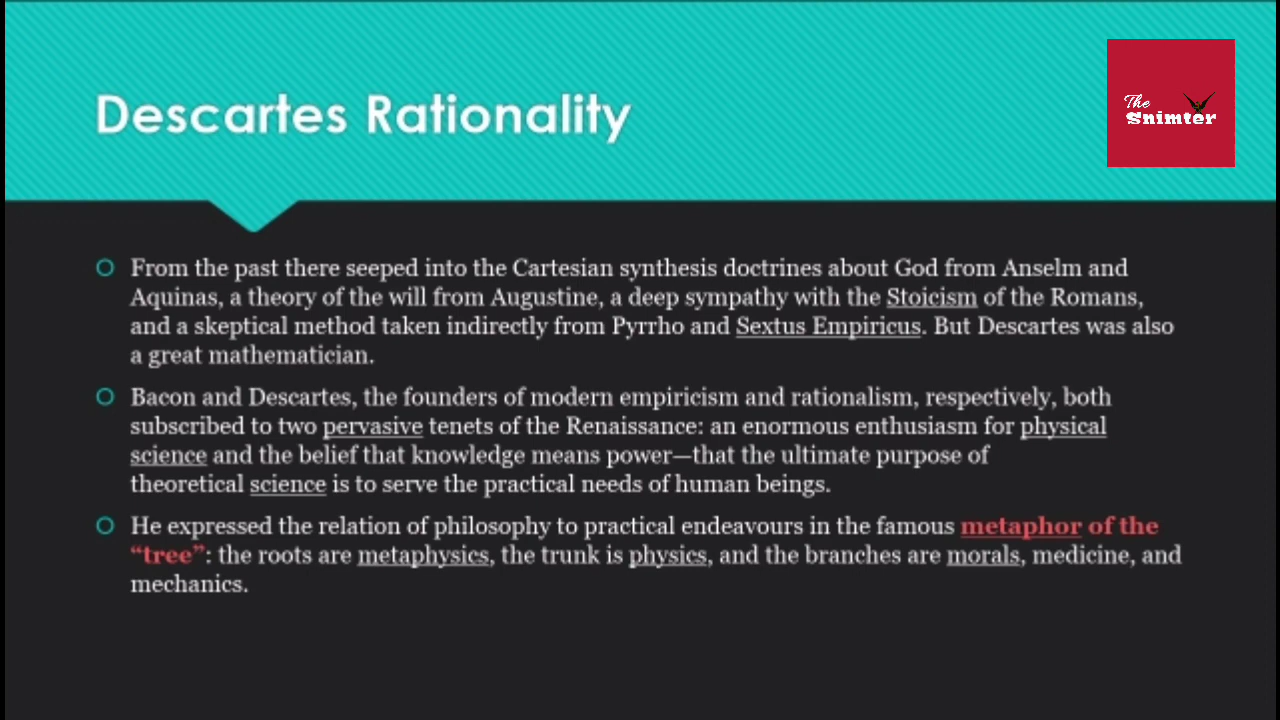 Descartes Rationality
The
Snimter
From the past there seeped into the Cartesian synthesis doctrines about God from Anselm and
Aquinas, a theory of the will from Augustine, a deep sympathy with the Stoicism of the Romans,
and a skeptical method taken indirectly from Pyrrho and Sextus Empiricus. But Descartes was also
a great mathematician.
Bacon and Descartes, the founders of modern empiricism and rationalism, respectively, both
subscribed to two pervasive tenets of the Renaissance: an enormous enthusiasm for physical
science and the belief that knowledge means power—that the ultimate purpose of
theoretical science is to serve the practical needs of human beings.
He expressed the relation of philosophy to practical endeavours in the famous metaphor of the
“tree”: the roots are metaphysics, the trunk is physics, and the branches are morals, medicine, and
mechanics.